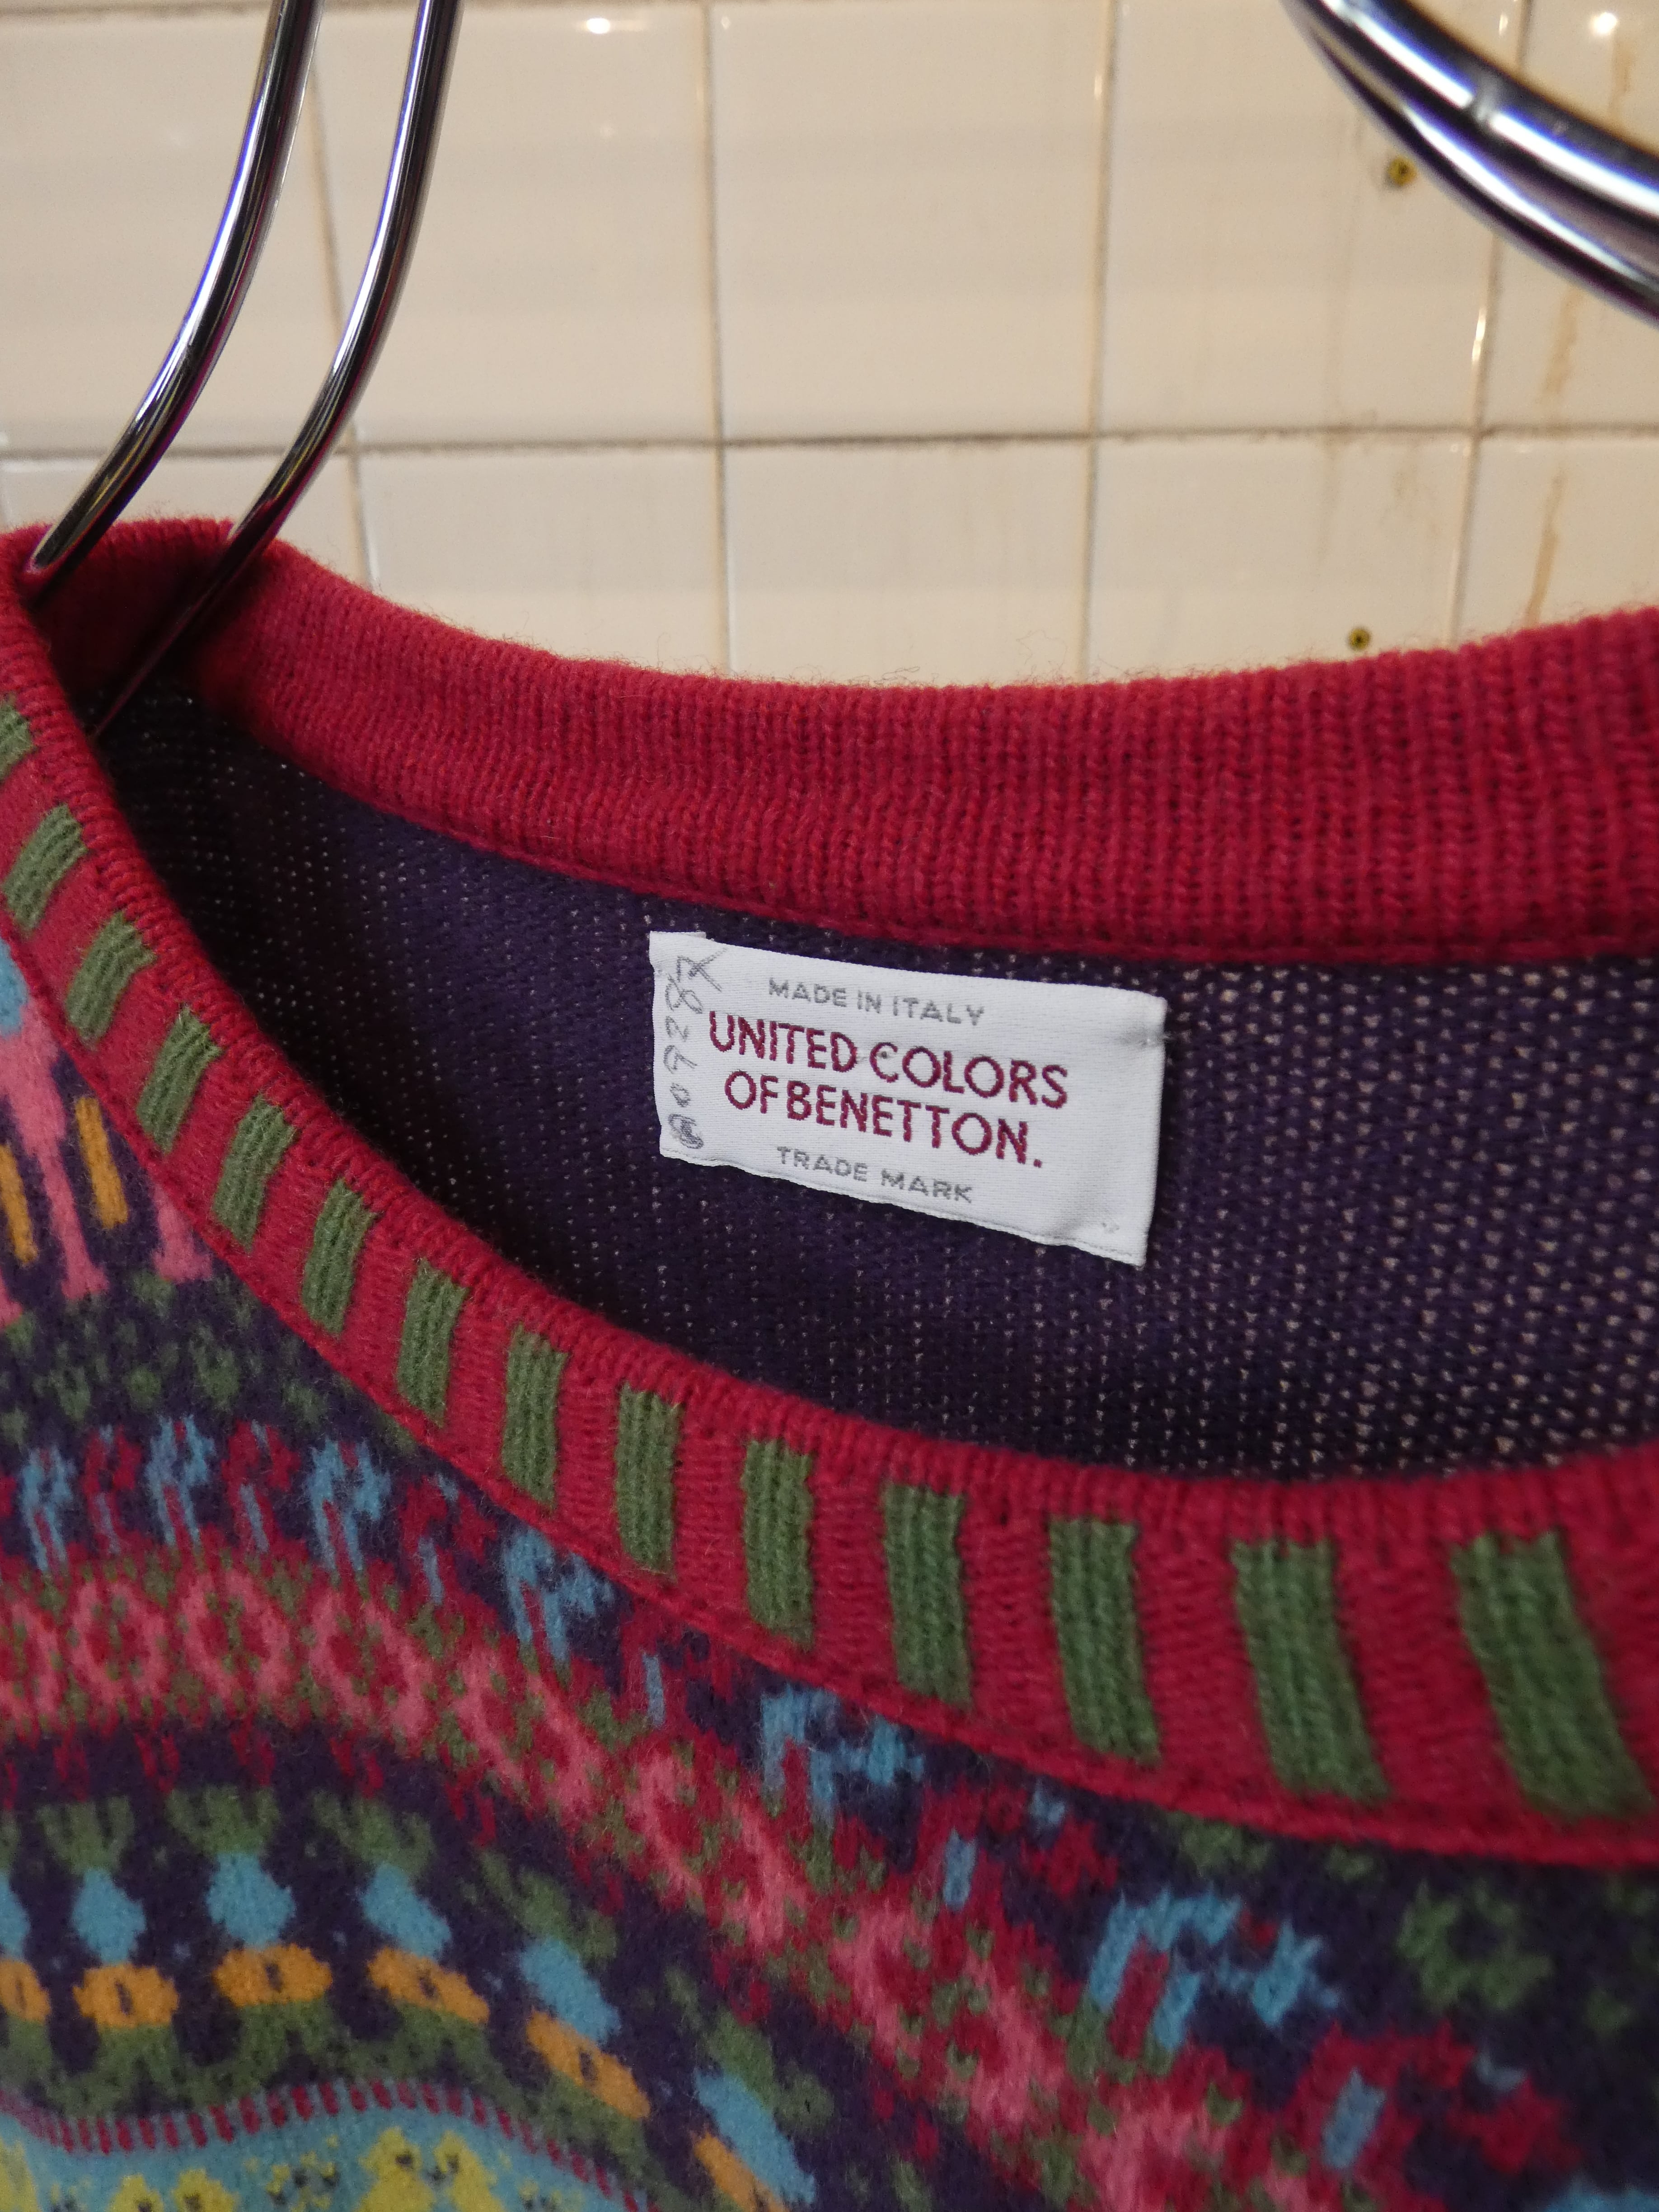 MADE IN ITALY
UNITED COLORS
OF BENETTON.
TRADE MARK